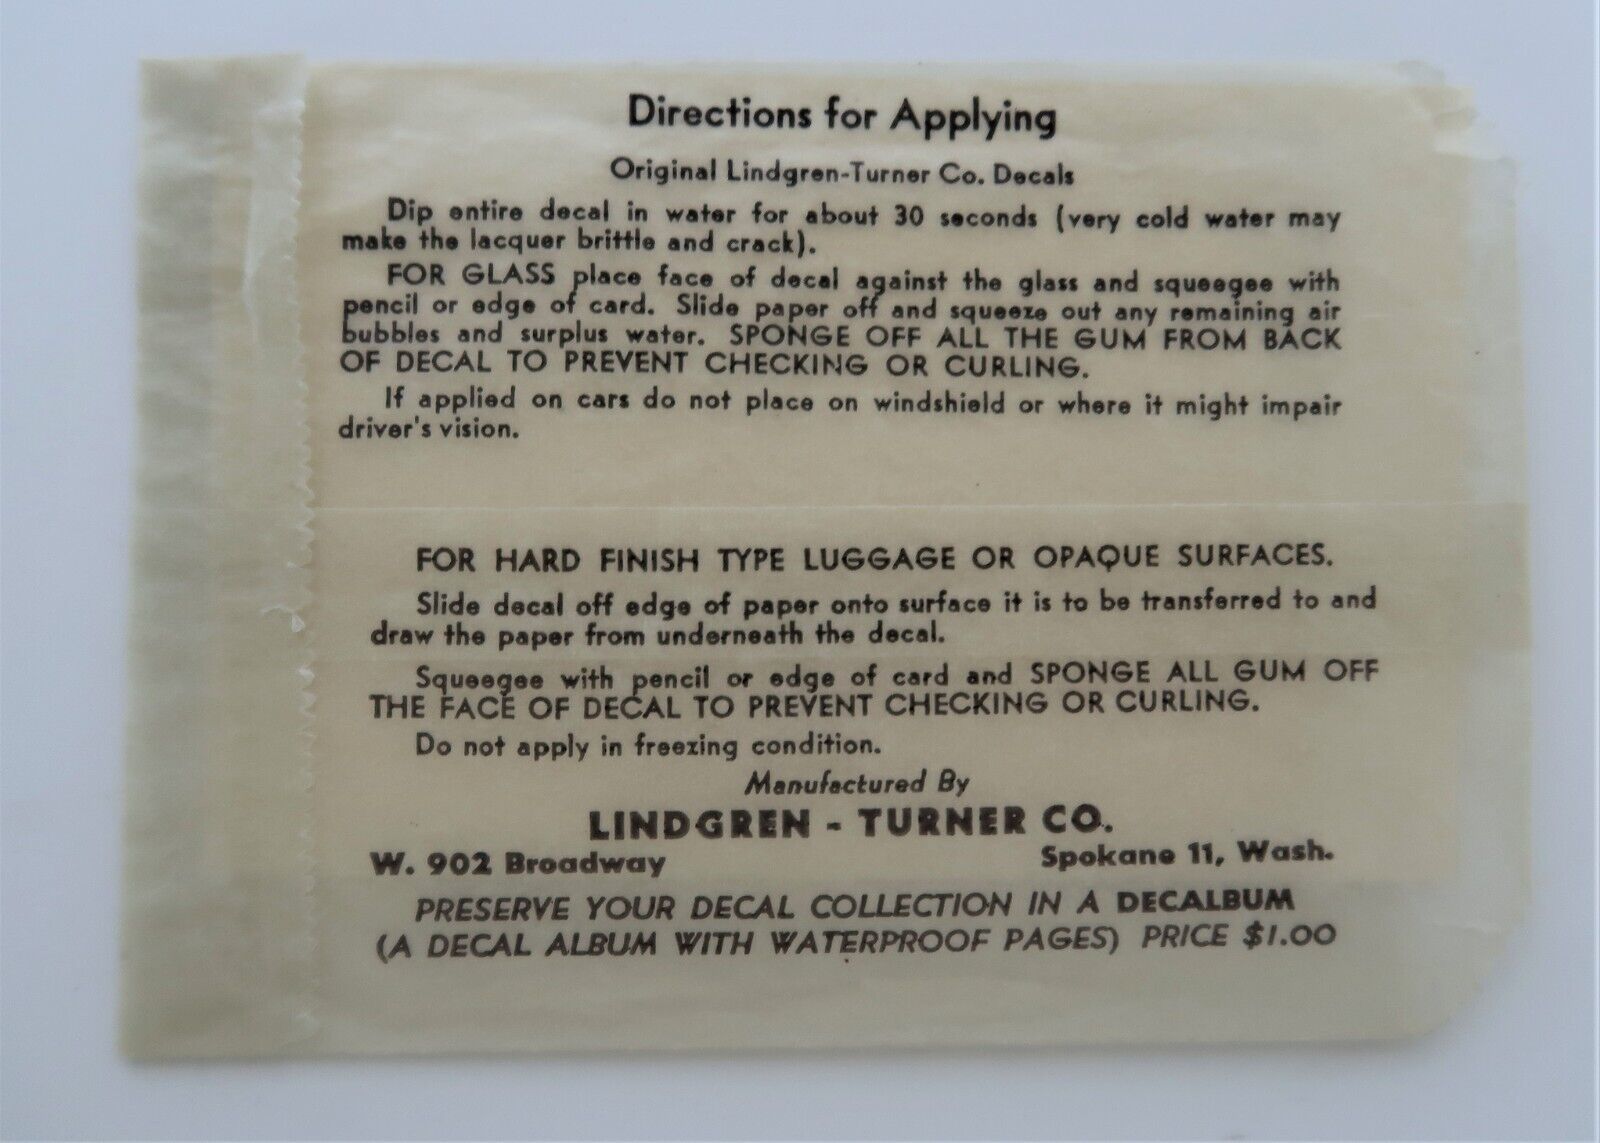 Directions for Applying
Original Lindgren-Turner Co. Decals
Dip entire decal in water for about 30 seconds (very cold water may
make the lacquer brittle and crack).
FOR GLASS place face of decal against the glass and squeegee with
pencil or edge of card. Slide paper off and squeeze out any remaining air
bubbles and surplus water. SPONGE OFF ALL THE GUM FROM BACK
OF DECAL TO PREVENT CHECKING OR CURLING.
If applied on cars do not place on windshield or where it might impair
driver's vision.
FOR HARD FINISH TYPE LUGGAGE OR OPAQUE SURFACES.
Slide decal off edge of paper onto surface it is to be transferred to and
draw the paper from underneath the decal.
Squeegee with pencil or edge of card and SPONGE ALL GUM OFF
THE FACE OF DECAL TO PREVENT CHECKING OR CURLING.
Do not apply in freezing condition.
Manufactured By
LINDGREN - TURNER CO.
W. 902 Broadway Spokane 11, Wash.
PRESERVE YOUR DECAL COLLECTION IN A DECALBUM
(A DECAL ALBUM WITH WATERPROOF PAGES) PRICE $1.00